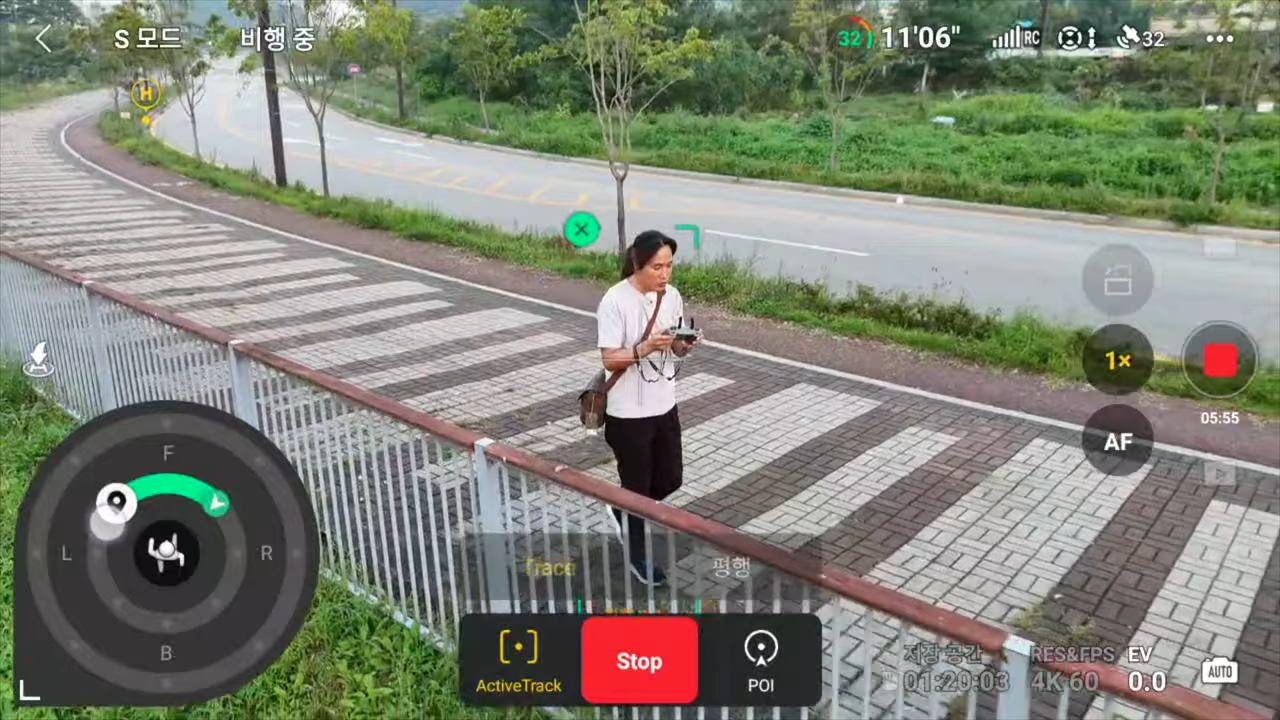 S 모드
비행 중
32
11'06"
RC
32
H
1×
05:55
AF
F
L
R
B
Trace
평행
ActiveTrack
Stop
POI
저장 공간
01:29:03
RES&FPS
4K 60
EV
0.0
AUTO